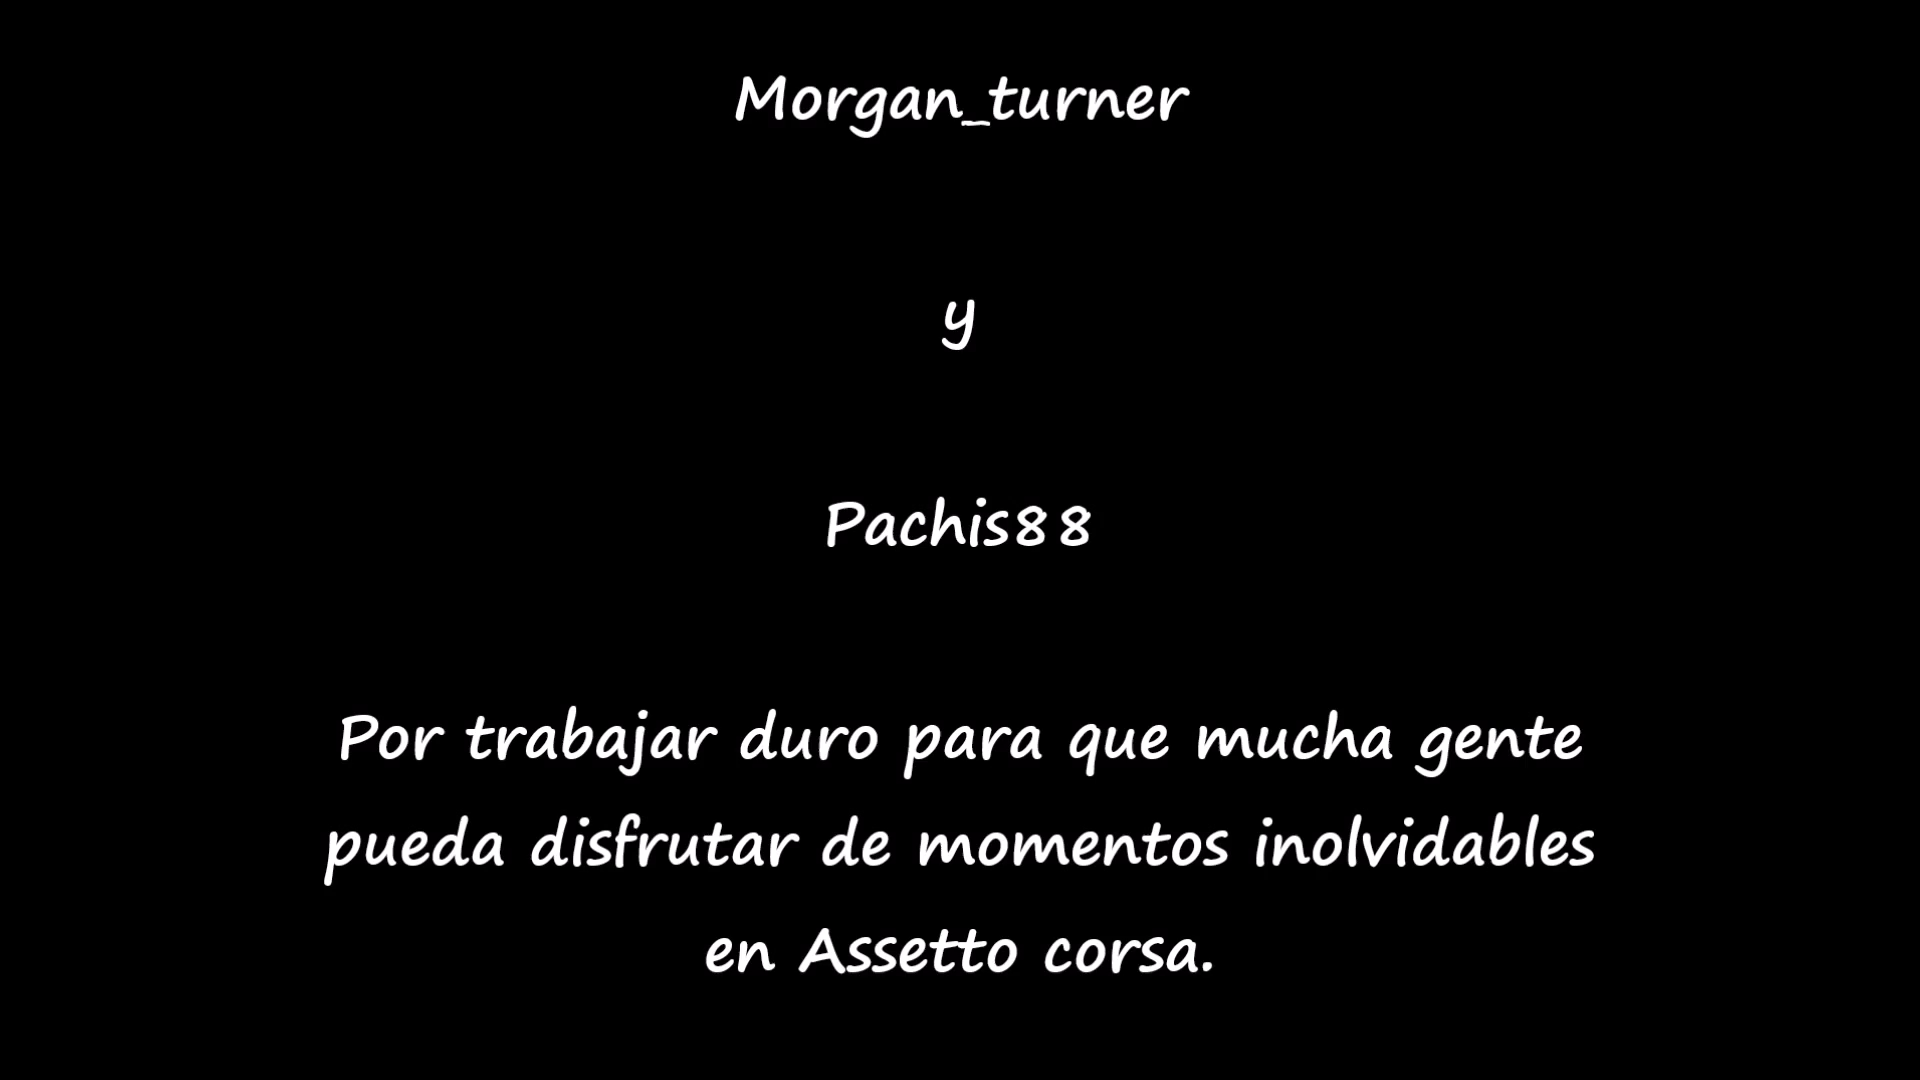 Morgan_turner
y
Pachis88
Por trabajar duro para que mucha gente
pueda disfrutar de momentos inolvidables
en Assetto corsa.